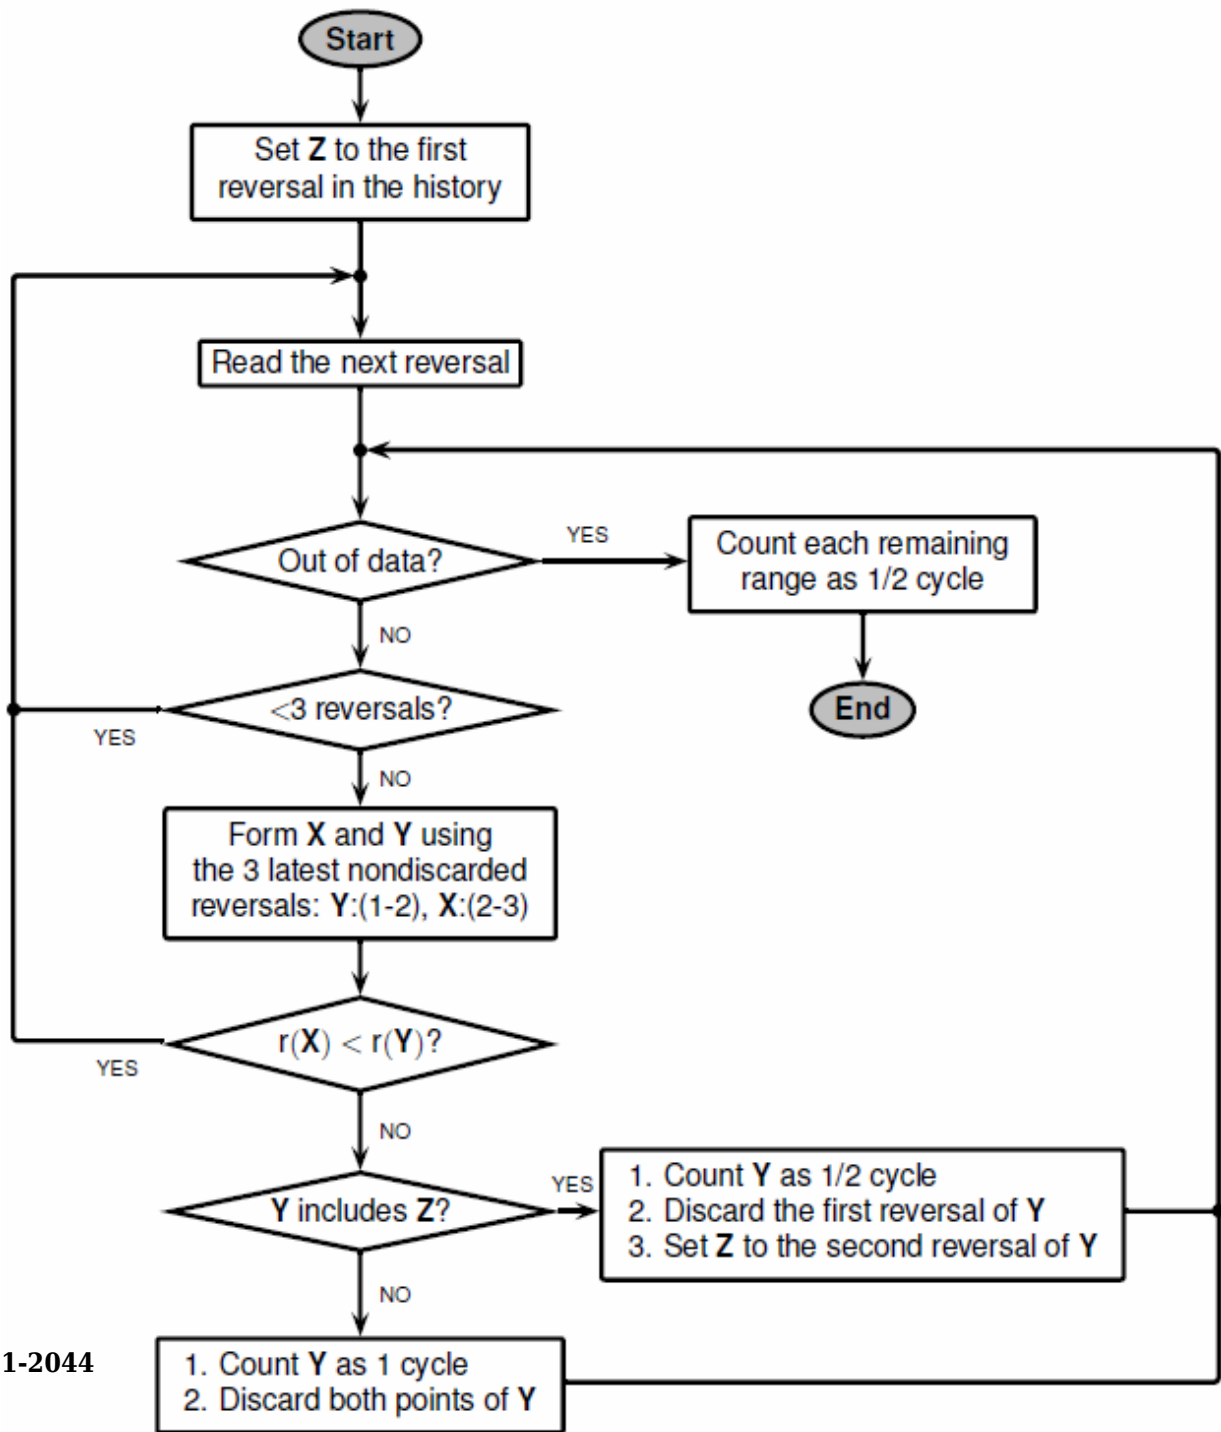 Start
Set Z to the first
reversal in the history
Read the next reversal
Out of data?
YES
Count each remaining
range as 1/2 cycle
NO
<3 reversals?
YES
End
NO
Form X and Y using
the 3 latest nondiscarded
reversals: Y:(1-2), X:(2-3)
r(X) < r(Y)?
YES
NO
Y includes Z?
YES
1. Count Y as 1/2 cycle
2. Discard the first reversal of Y
3. Set Z to the second reversal of Y
NO
1-2044
1. Count Y as 1 cycle
2. Discard both points of Y